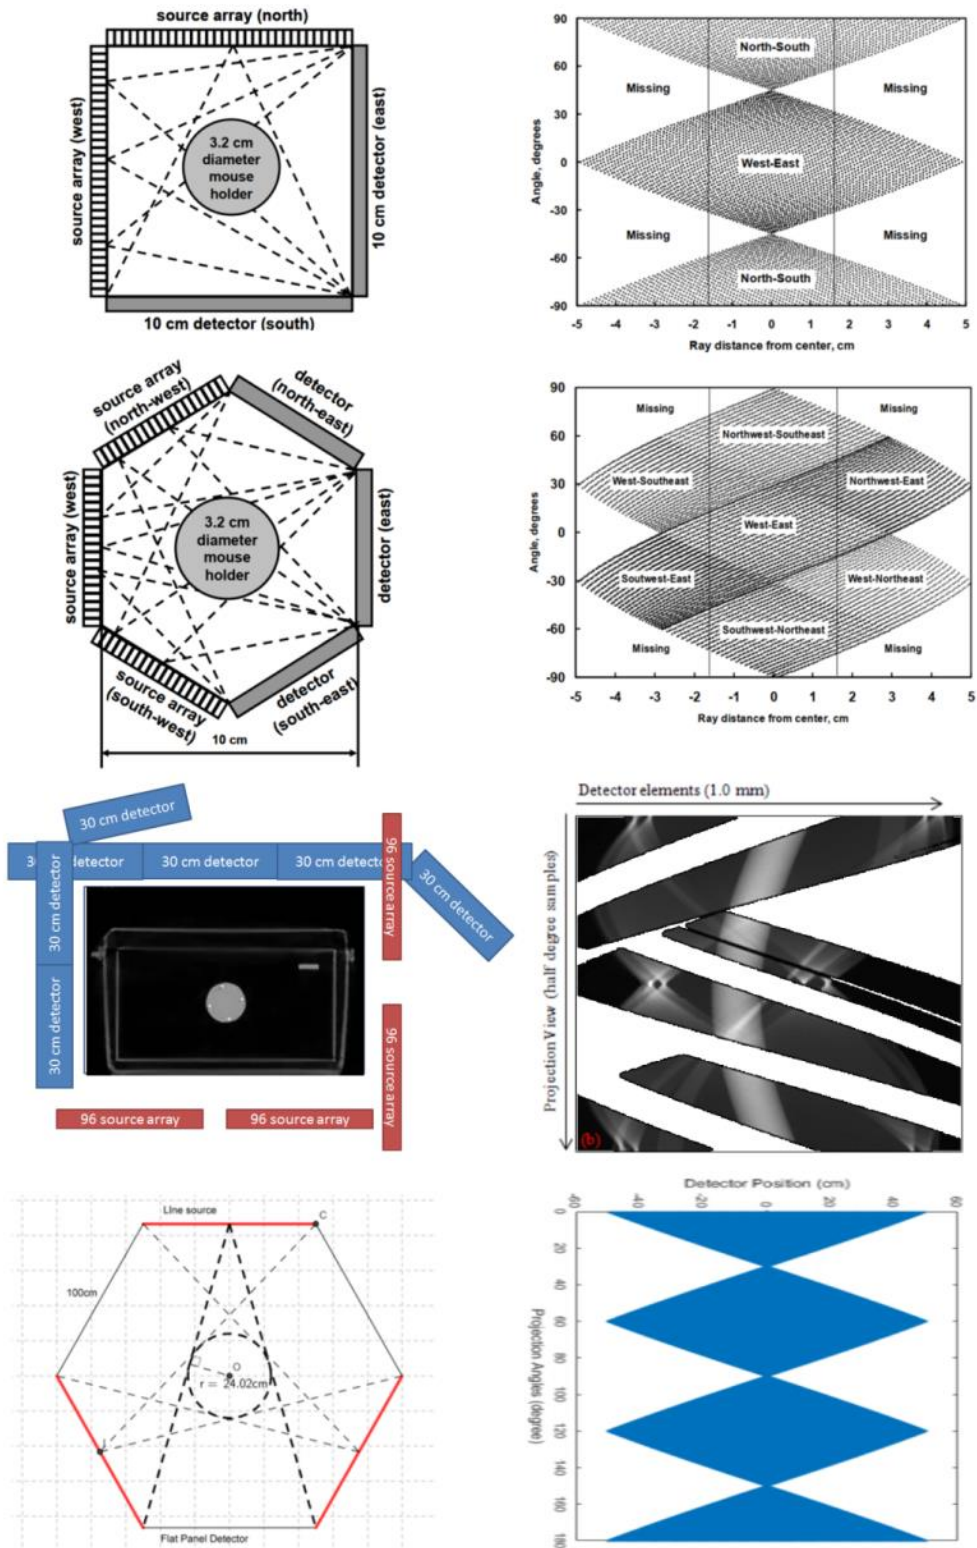 source array (north)
source array (west)
3.2 cm
diameter
mouse
holder
10 cm detector (east)
10 cm detector (south)
90
60
30
0
-30
-60
-90
Angle, degrees
North-South
Missing
Missing
West-East
Missing
Missing
North-South
-5 -4 -3 -2 -1 0 1 2 3 4 5
Ray distance from center, cm
source array
(north-west)
detector
(north-east)
source array (west)
3.2 cm
diameter
mouse
holder
detector (east)
source array
(south-west)
detector
(south-east)
10 cm
90
60
30
0
-30
-60
-90
Angle, degrees
Missing
Missing
Northwest-Southeast
West-Southeast
Northwest-East
West-East
Soutwest-East
West-Northeast
Southwest-Northeast
Missing
Missing
-5 -4 -3 -2 -1 0 1 2 3 4 5
Ray distance from center, cm
30 cm detector
detector
30 cm detector
30 cm
30 cm detector
30 cm detector
30 cm detector
96 source array
96 source array
96 source array
96 source array
Detector elements (1.0 mm)
Projection View (half degree samples)
(b)
LIne source
C
100cm
O
r = 24.02cm
Flat Panel Detector
Detector Position (cm)
-60 -40 -20 0 20 40 60
0
20
40
60
80
100
120
140
160
180
Projection Angles (degree)